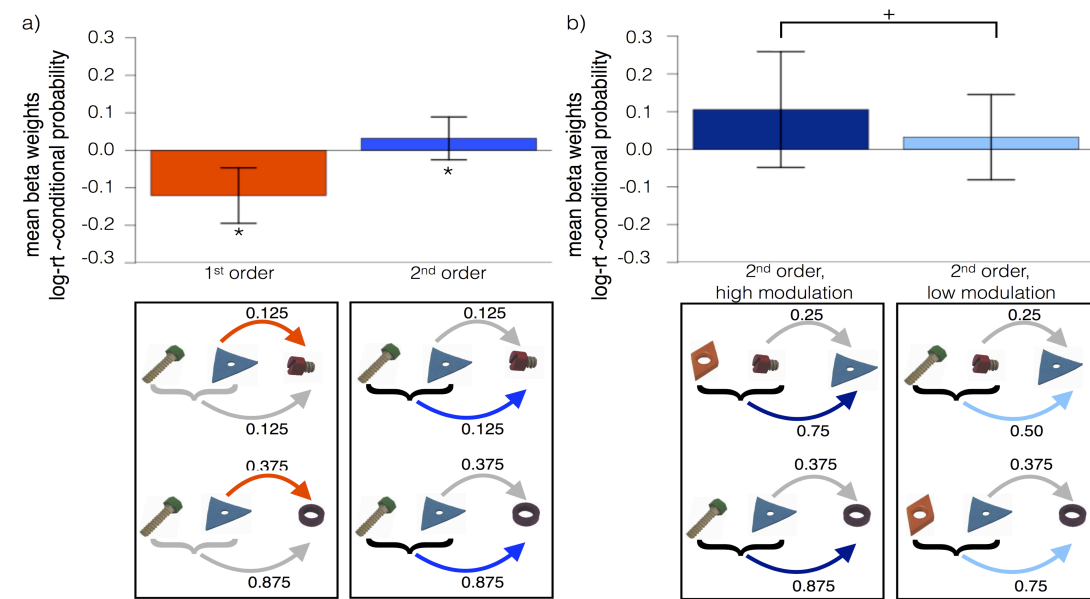 a)
mean beta weights
log-rt ~conditional probability
0.3
0.2
0.1
0.0
-0.1
-0.2
-0.3
*
*
1st order
2nd order
0.125
0.125
0.375
0.875
0.125
0.125
0.375
0.875
b)
+
mean beta weights
log-rt ~conditional probability
0.3
0.2
0.1
0.0
-0.1
-0.2
-0.3
2nd order,
high modulation
2nd order,
low modulation
0.25
0.75
0.375
0.875
0.25
0.50
0.375
0.75